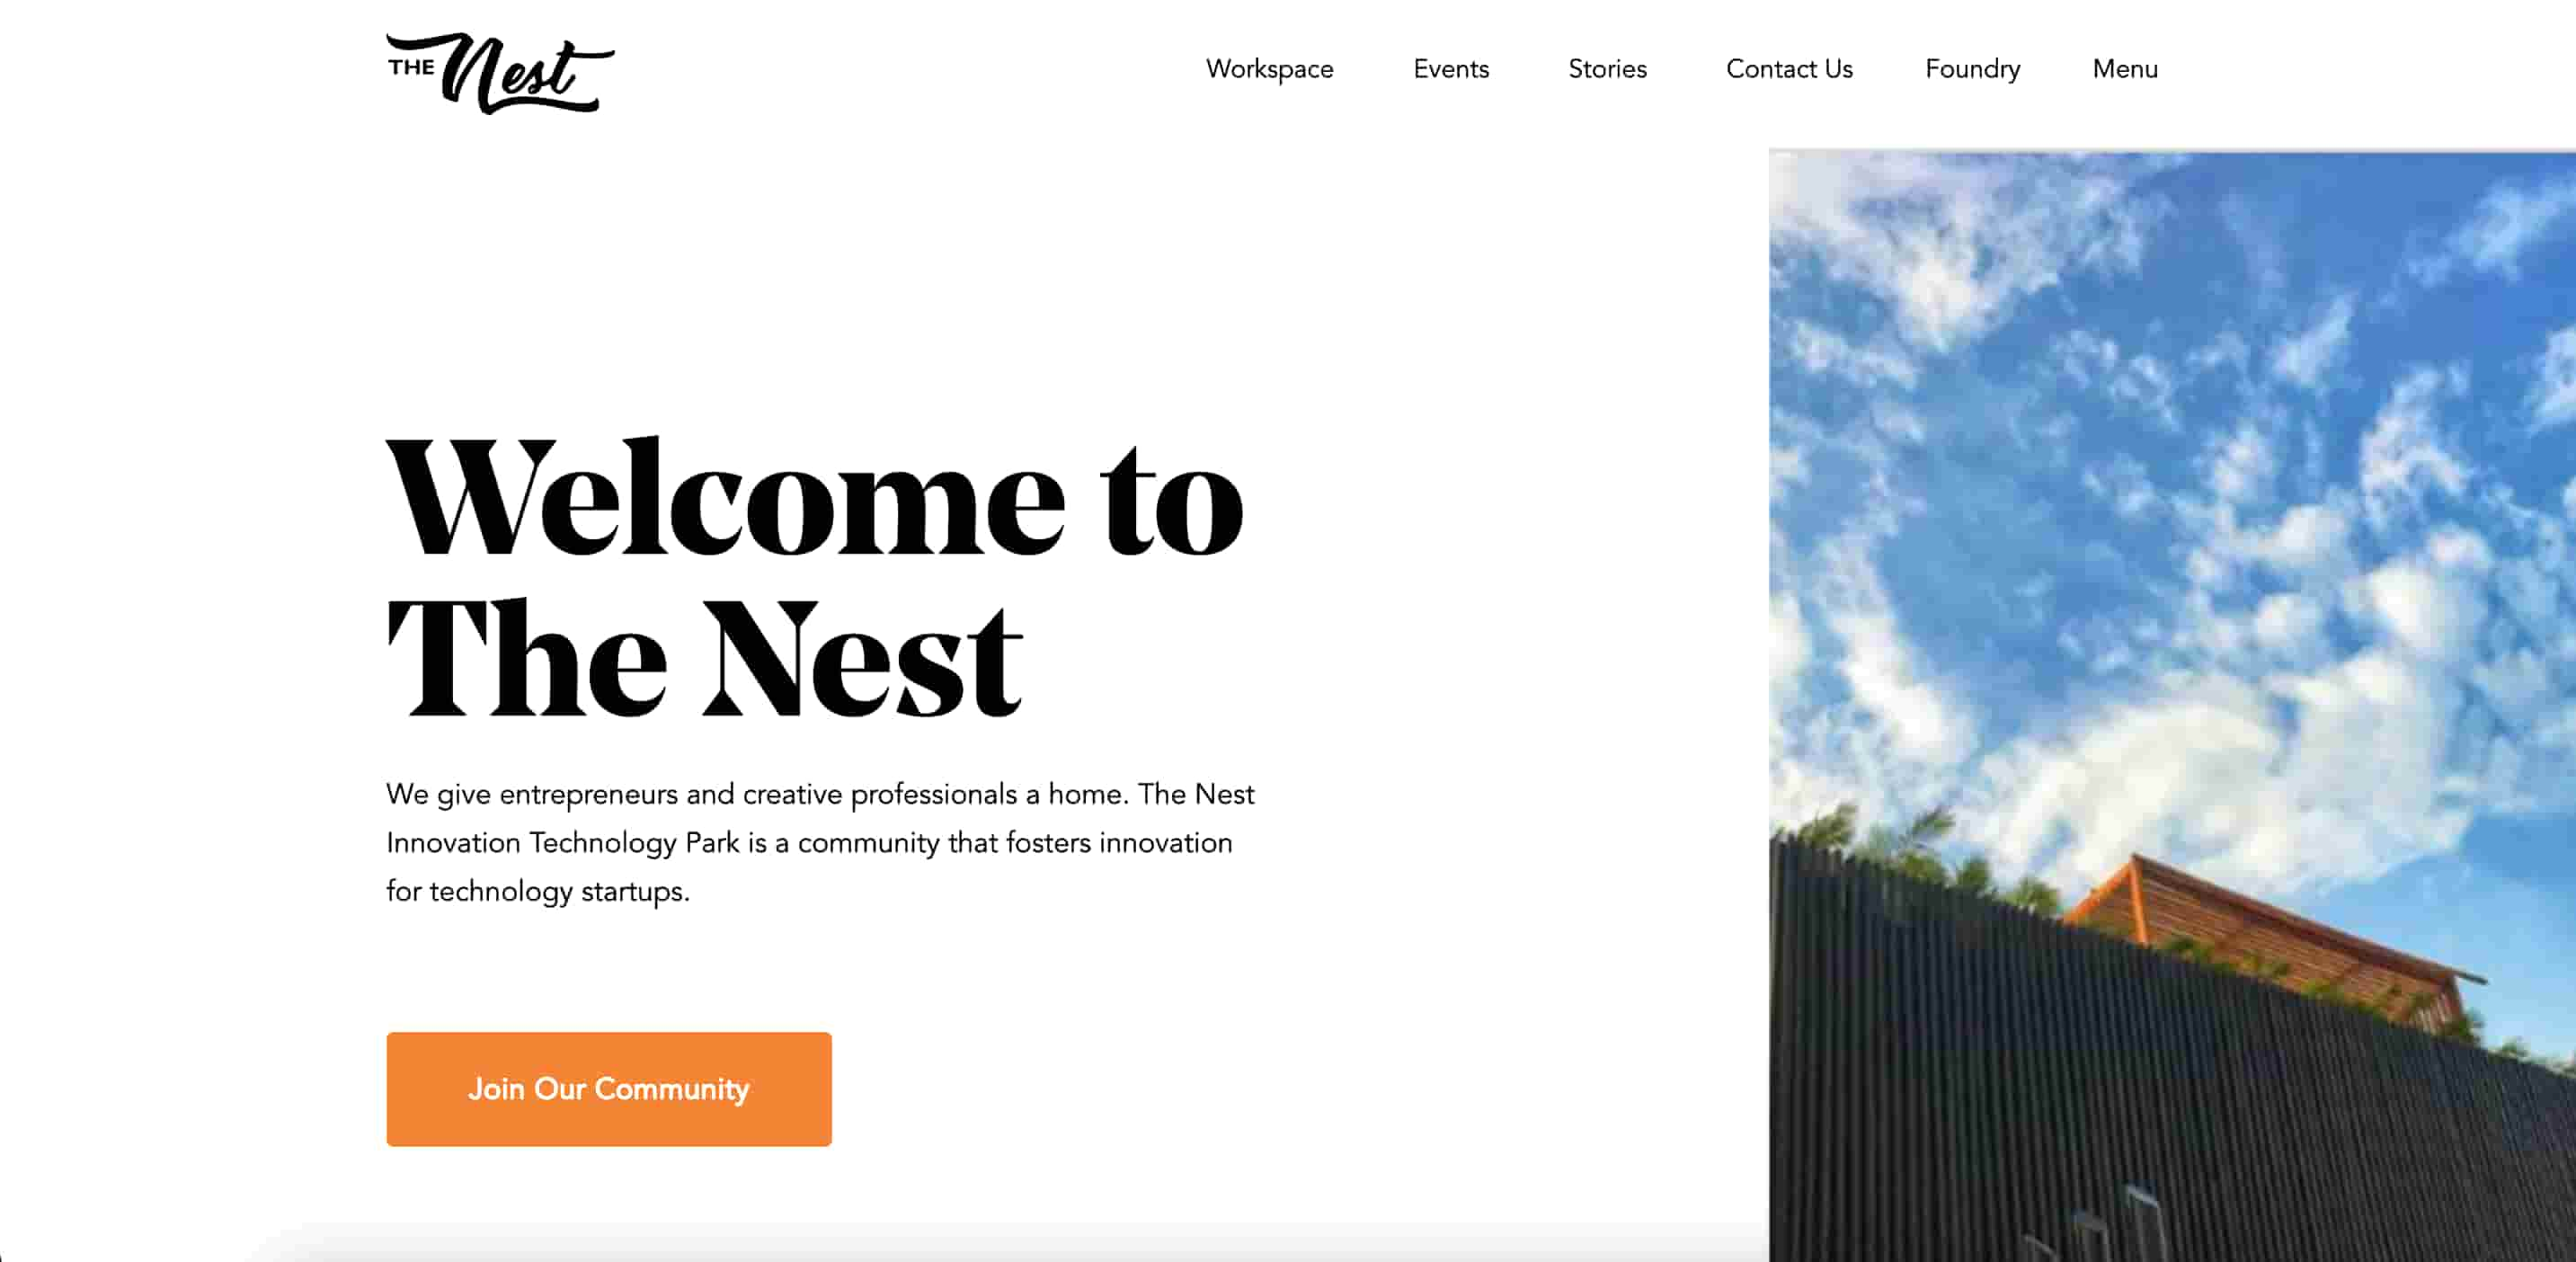 THE Nest
Workspace Events Stories Contact Us Foundry Menu
Welcome to
The Nest
We give entrepreneurs and creative professionals a home. The Nest
Innovation Technology Park is a community that fosters innovation
for technology startups.
Join Our Community